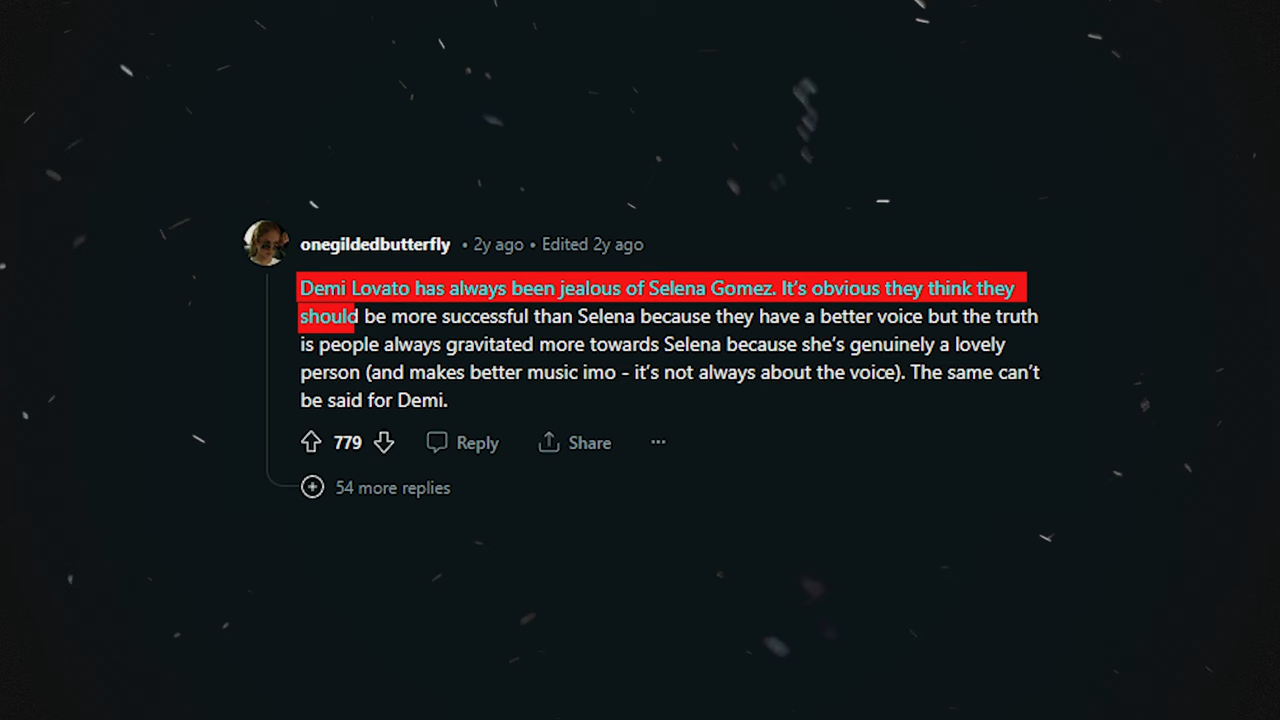 onegildedbutterfly • 2y ago • Edited 2y ago
Demi Lovato has always been jealous of Selena Gomez. It's obvious they think they
should be more successful than Selena because they have a better voice but the truth
is people always gravitated more towards Selena because she's genuinely a lovely
person (and makes better music imo - it's not always about the voice). The same can't
be said for Demi.
779 Reply Share ...
54 more replies